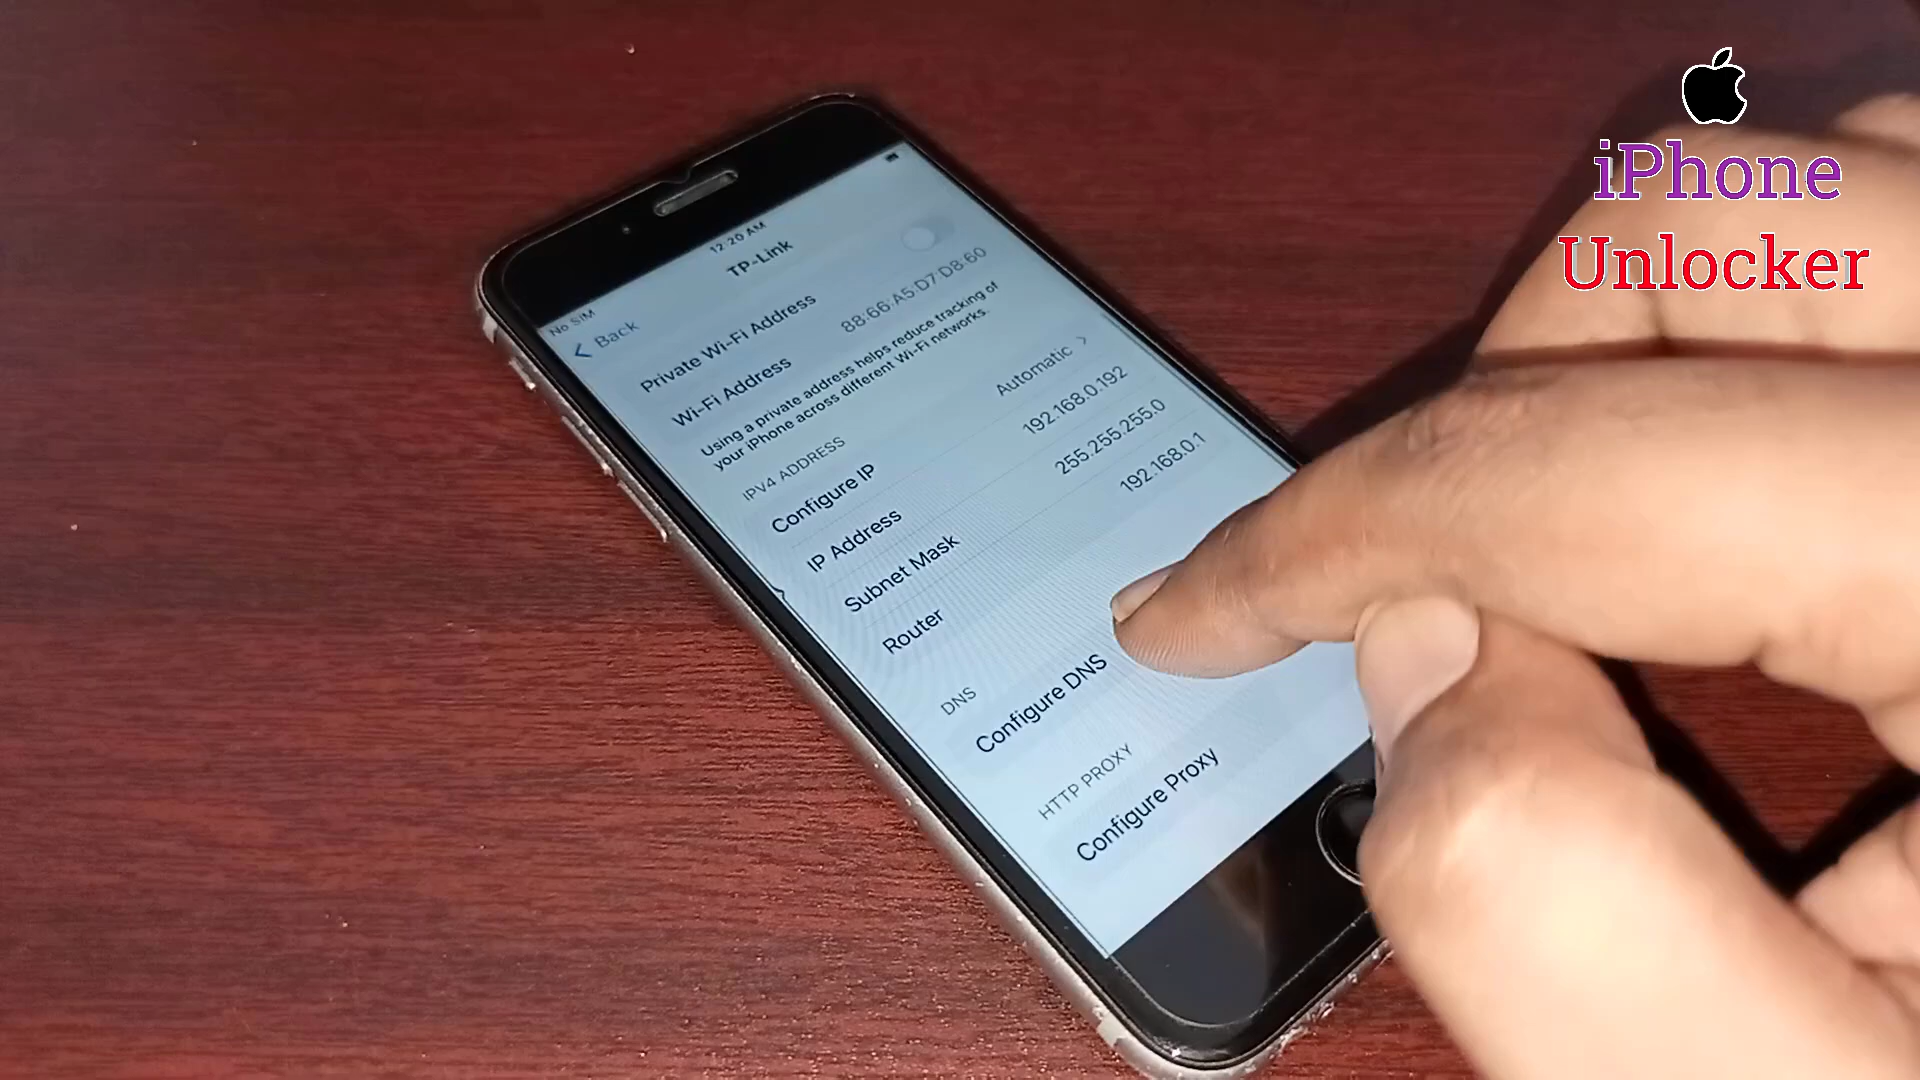 iPhone
Unlocker
No SIM
12:20 AM
Back
TP-Link
Private Wi-Fi Address
Wi-Fi Address 88:66:A5:D7:D8:60
Using a private address helps reduce tracking of
your iPhone across different Wi-Fi networks.
IPV4 ADDRESS
Configure IP Automatic
IP Address 192.168.0.192
Subnet Mask 255.255.255.0
Router 192.168.0.1
DNS
Configure DNS
HTTP PROXY
Configure Proxy